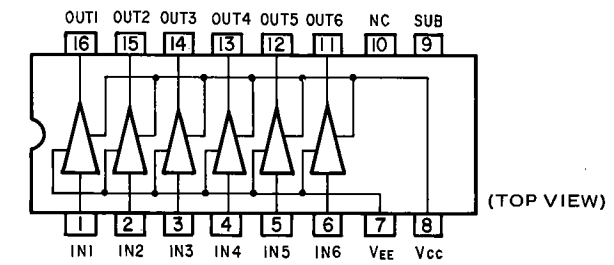 OUT1 OUT2 OUT3 OUT4 OUT5 OUT6 NC SUB
16 15 14 13 12 11 10 9
(TOP VIEW)
1 2 3 4 5 6 7 8
IN1 IN2 IN3 IN4 IN5 IN6 VEE VCC